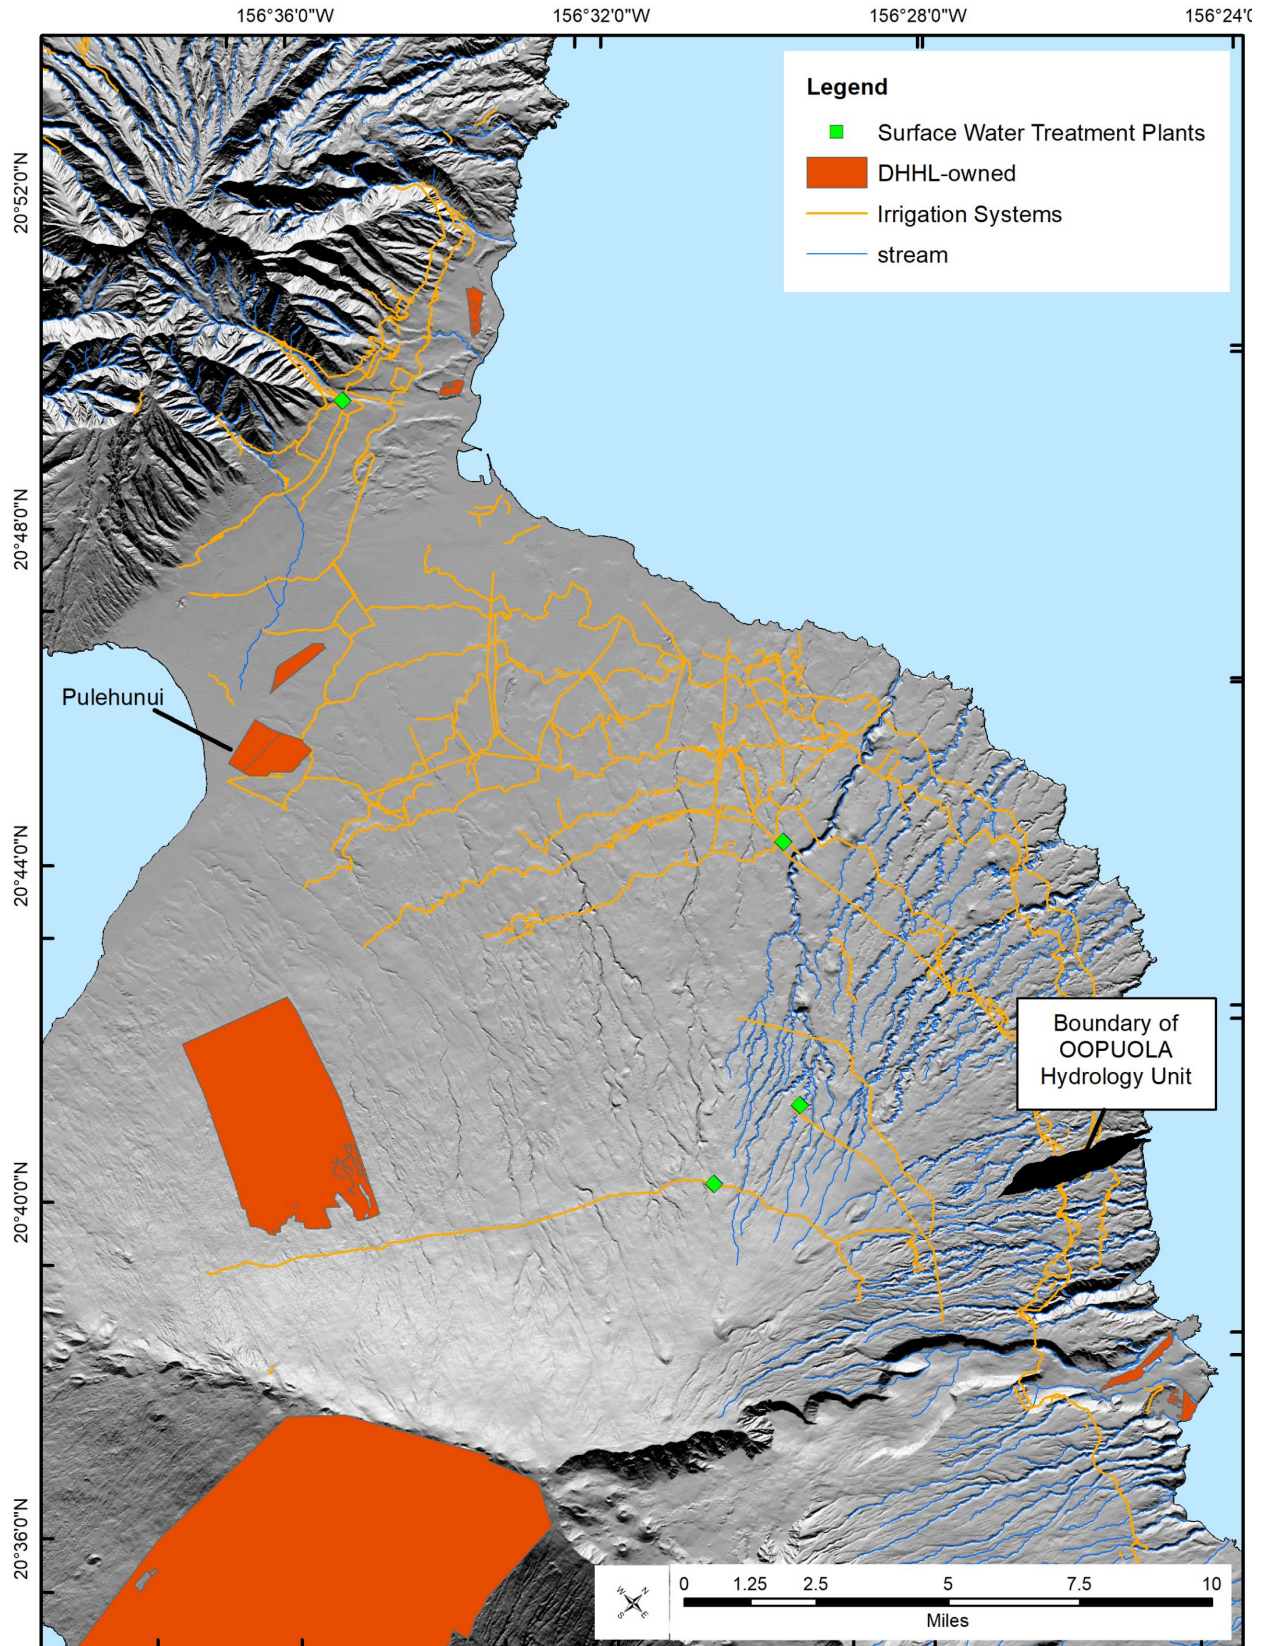 156°36'0"W
156°32'0"W
156°28'0"W
156°24'0
Legend
Surface Water Treatment Plants
DHHL-owned
Irrigation Systems
stream
20°52'0"N
20°48'0"N
Pulehunui
20°44'0"N
Boundary of
OOPUOLA
Hydrology Unit
20°40'0"N
20°36'0"N
N
W
E
S
0 1.25 2.5 5 7.5 10
Miles